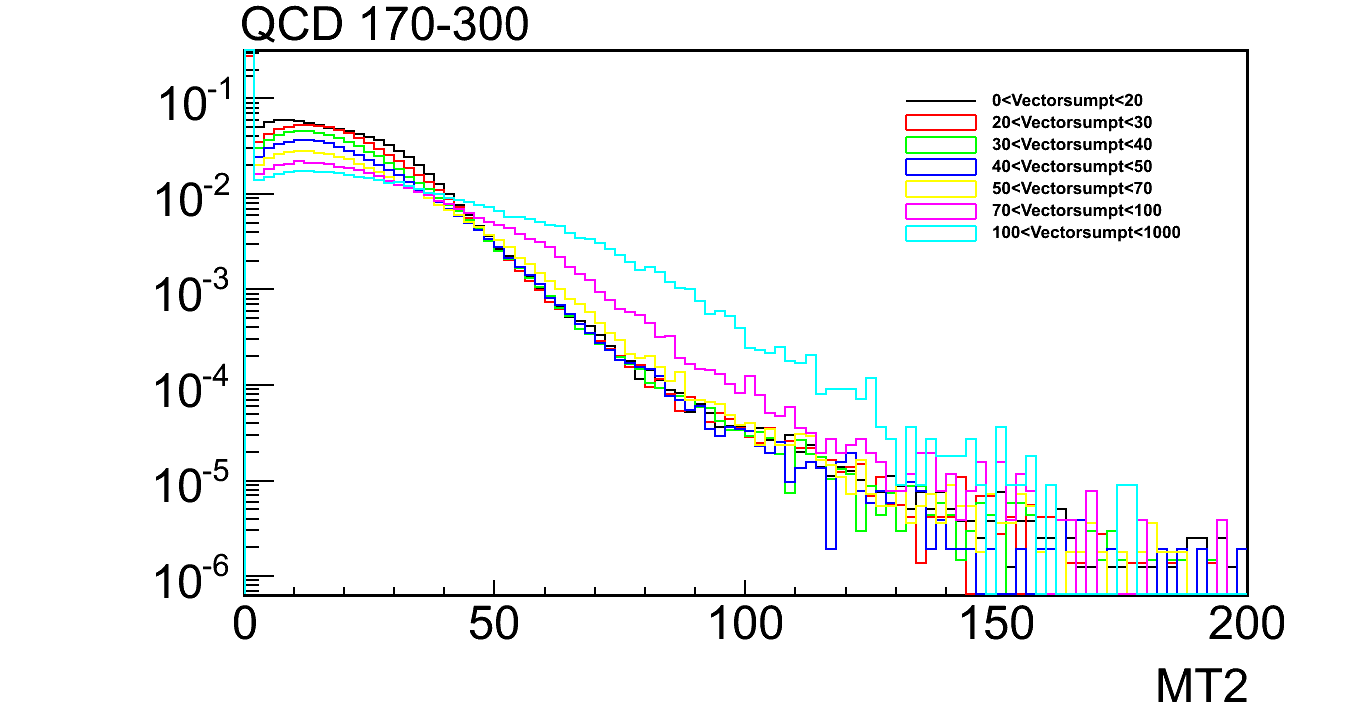 QCD 170-300
10-1
10-2
10-3
10-4
10-5
10-6
0<Vectorsumpt<20
20<Vectorsumpt<30
30<Vectorsumpt<40
40<Vectorsumpt<50
50<Vectorsumpt<70
70<Vectorsumpt<100
100<Vectorsumpt<1000
0 50 100 150 200
MT2